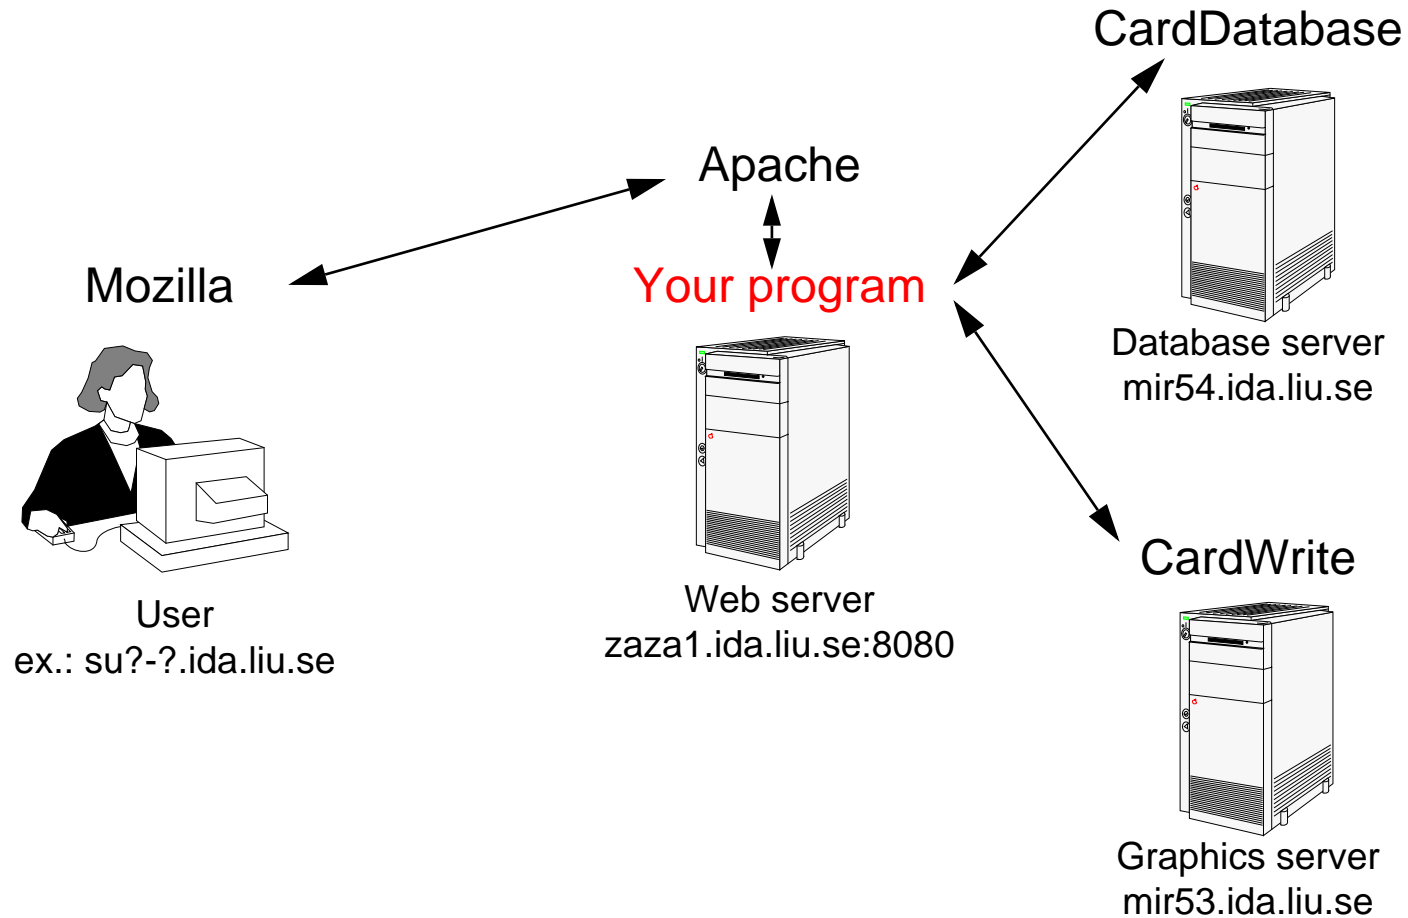 CardDatabase
Apache
Mozilla
Your program
Database server
mir54.ida.liu.se
CardWrite
User
ex.: su?-?.ida.liu.se
Web server
zaza1.ida.liu.se:8080
Graphics server
mir53.ida.liu.se